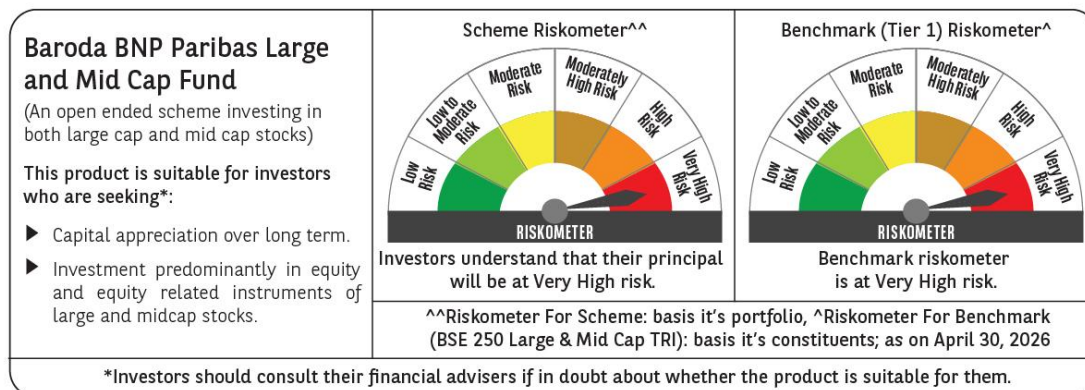 Baroda BNP Paribas Large
and Mid Cap Fund
(An open ended scheme investing in
both large cap and mid cap stocks)
This product is suitable for investors
who are seeking*:
▶ Capital appreciation over long term.
▶ Investment predominantly in equity
and equity related instruments of
large and midcap stocks.
Scheme Riskometer^^
Low
Risk
Low to
Moderate
Risk
Moderate
Risk
Moderately
High Risk
High
Risk
Very High
Risk
RISKOMETER
Investors understand that their principal
will be at Very High risk.
Benchmark (Tier 1) Riskometer^
Low
Risk
Low to
Moderate
Risk
Moderate
Risk
Moderately
High Risk
High
Risk
Very High
Risk
RISKOMETER
Benchmark riskometer
is at Very High risk.
^^Riskometer For Scheme: basis it's portfolio, ^Riskometer For Benchmark
(BSE 250 Large & Mid Cap TRI): basis it's constituents; as on April 30, 2026
*Investors should consult their financial advisers if in doubt about whether the product is suitable for them.